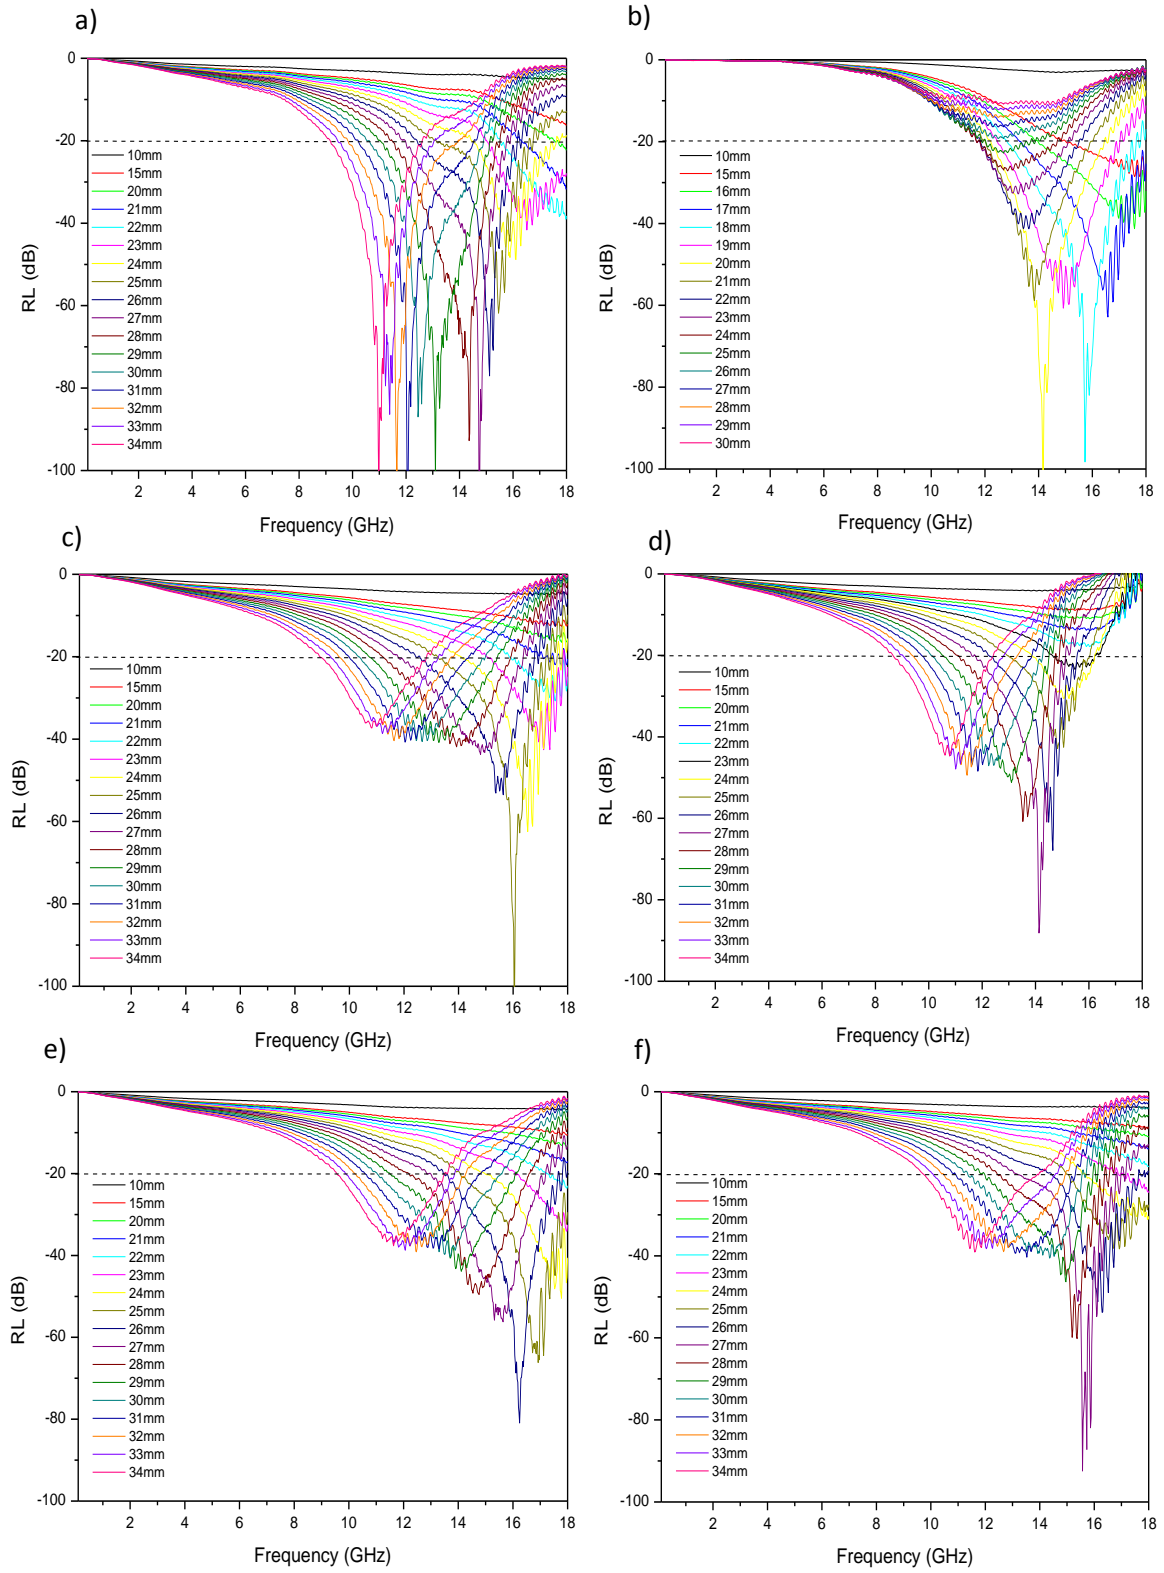 a)
0
-20
-40
-60
-80
-100
RL (dB)
10mm
15mm
20mm
21mm
22mm
23mm
24mm
25mm
26mm
27mm
28mm
29mm
30mm
31mm
32mm
33mm
34mm
2 4 6 8 10 12 14 16 18
Frequency (GHz)
b)
0
-20
-40
-60
-80
-100
RL (dB)
10mm
15mm
16mm
17mm
18mm
19mm
20mm
21mm
22mm
23mm
24mm
25mm
26mm
27mm
28mm
29mm
30mm
2 4 6 8 10 12 14 16 18
Frequency (GHz)
c)
0
-20
-40
-60
-80
-100
RL (dB)
10mm
15mm
20mm
21mm
22mm
23mm
24mm
25mm
26mm
27mm
28mm
29mm
30mm
31mm
32mm
33mm
34mm
2 4 6 8 10 12 14 16 18
Frequency (GHz)
d)
0
-20
-40
-60
-80
-100
RL (dB)
10mm
15mm
20mm
21mm
22mm
23mm
24mm
25mm
26mm
27mm
28mm
29mm
30mm
31mm
32mm
33mm
34mm
2 4 6 8 10 12 14 16 18
Frequency (GHz)
e)
0
-20
-40
-60
-80
-100
RL (dB)
10mm
15mm
20mm
21mm
22mm
23mm
24mm
25mm
26mm
27mm
28mm
29mm
30mm
31mm
32mm
33mm
34mm
2 4 6 8 10 12 14 16 18
Frequency (GHz)
f)
0
-20
-40
-60
-80
-100
RL (dB)
10mm
15mm
20mm
21mm
22mm
23mm
24mm
25mm
26mm
27mm
28mm
29mm
30mm
31mm
32mm
33mm
34mm
2 4 6 8 10 12 14 16 18
Frequency (GHz)